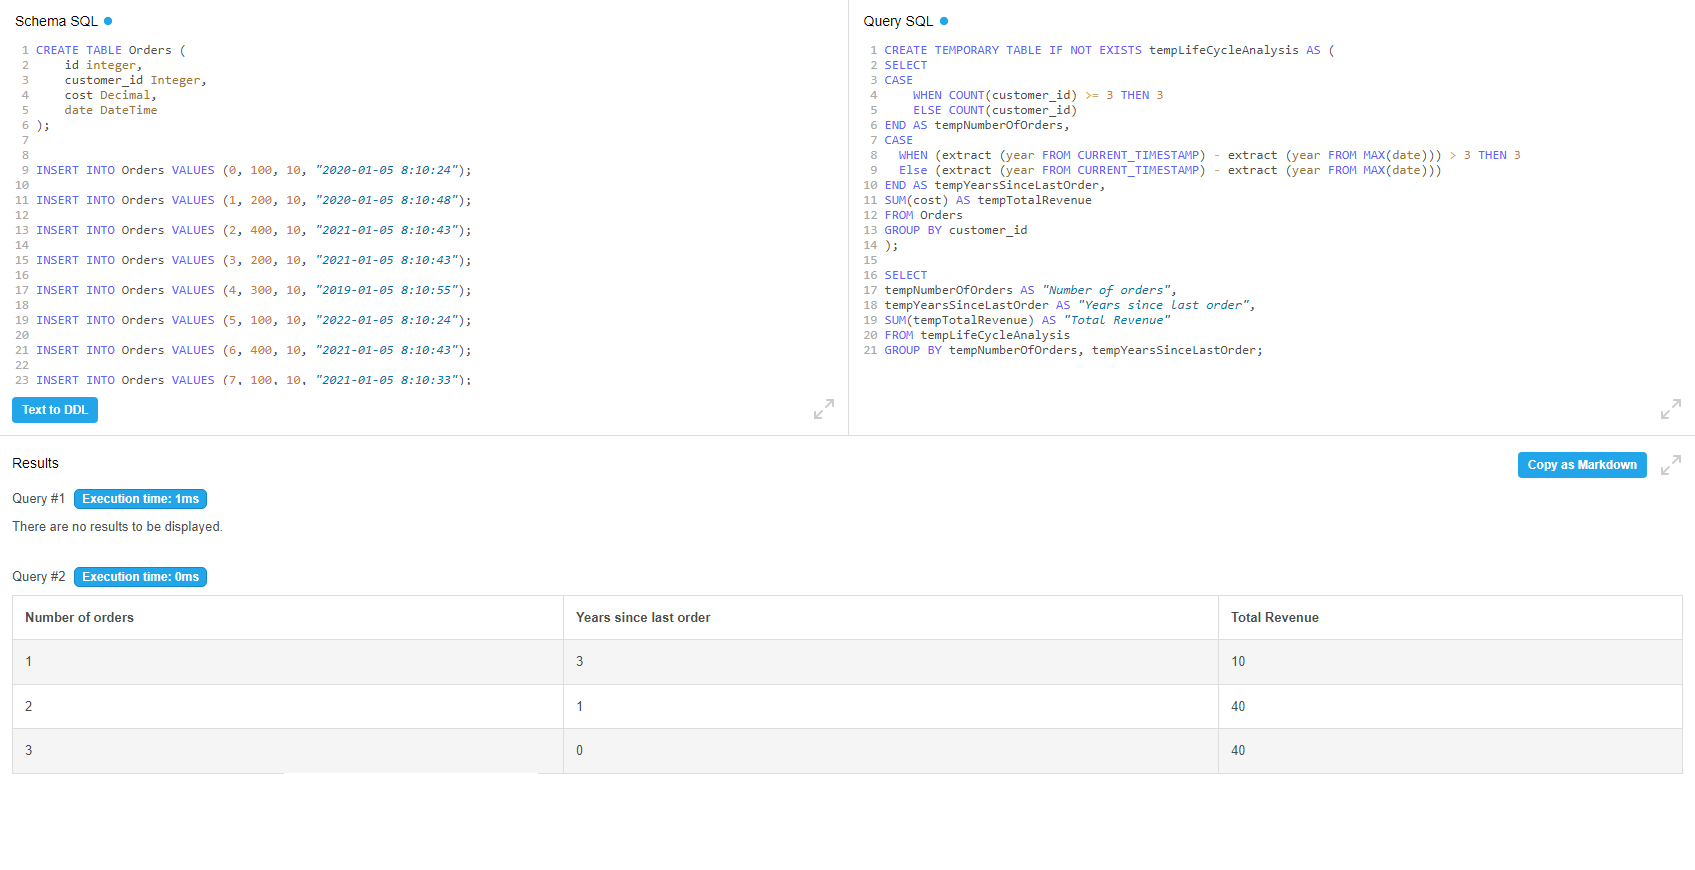 Schema SQL
1 CREATE TABLE Orders (
2 id integer,
3 customer_id Integer,
4 cost Decimal,
5 date DateTime
6 );
7
8
9 INSERT INTO Orders VALUES (0, 100, 10, "2020-01-05 8:10:24");
10
11 INSERT INTO Orders VALUES (1, 200, 10, "2020-01-05 8:10:48");
12
13 INSERT INTO Orders VALUES (2, 400, 10, "2021-01-05 8:10:43");
14
15 INSERT INTO Orders VALUES (3, 200, 10, "2021-01-05 8:10:43");
16
17 INSERT INTO Orders VALUES (4, 300, 10, "2019-01-05 8:10:55");
18
19 INSERT INTO Orders VALUES (5, 100, 10, "2022-01-05 8:10:24");
20
21 INSERT INTO Orders VALUES (6, 400, 10, "2021-01-05 8:10:43");
22
23 INSERT INTO Orders VALUES (7, 100, 10, "2021-01-05 8:10:33");
Text to DDL
Query SQL
1 CREATE TEMPORARY TABLE IF NOT EXISTS tempLifeCycleAnalysis AS (
2 SELECT
3 CASE
4 WHEN COUNT(customer_id) >= 3 THEN 3
5 ELSE COUNT(customer_id)
6 END AS tempNumberOfOrders,
7 CASE
8 WHEN (extract (year FROM CURRENT_TIMESTAMP) - extract (year FROM MAX(date))) > 3 THEN 3
9 Else (extract (year FROM CURRENT_TIMESTAMP) - extract (year FROM MAX(date)))
10 END AS tempYearsSinceLastOrder,
11 SUM(cost) AS tempTotalRevenue
12 FROM Orders
13 GROUP BY customer_id
14 );
15
16 SELECT
17 tempNumberOfOrders AS "Number of orders",
18 tempYearsSinceLastOrder AS "Years since last order",
19 SUM(tempTotalRevenue) AS "Total Revenue"
20 FROM tempLifeCycleAnalysis
21 GROUP BY tempNumberOfOrders, tempYearsSinceLastOrder;
Results
Copy as Markdown
Query #1 Execution time: 1ms
There are no results to be displayed.
Query #2 Execution time: 0ms
Number of orders Years since last order Total Revenue
1 3 10
2 1 40
3 0 40